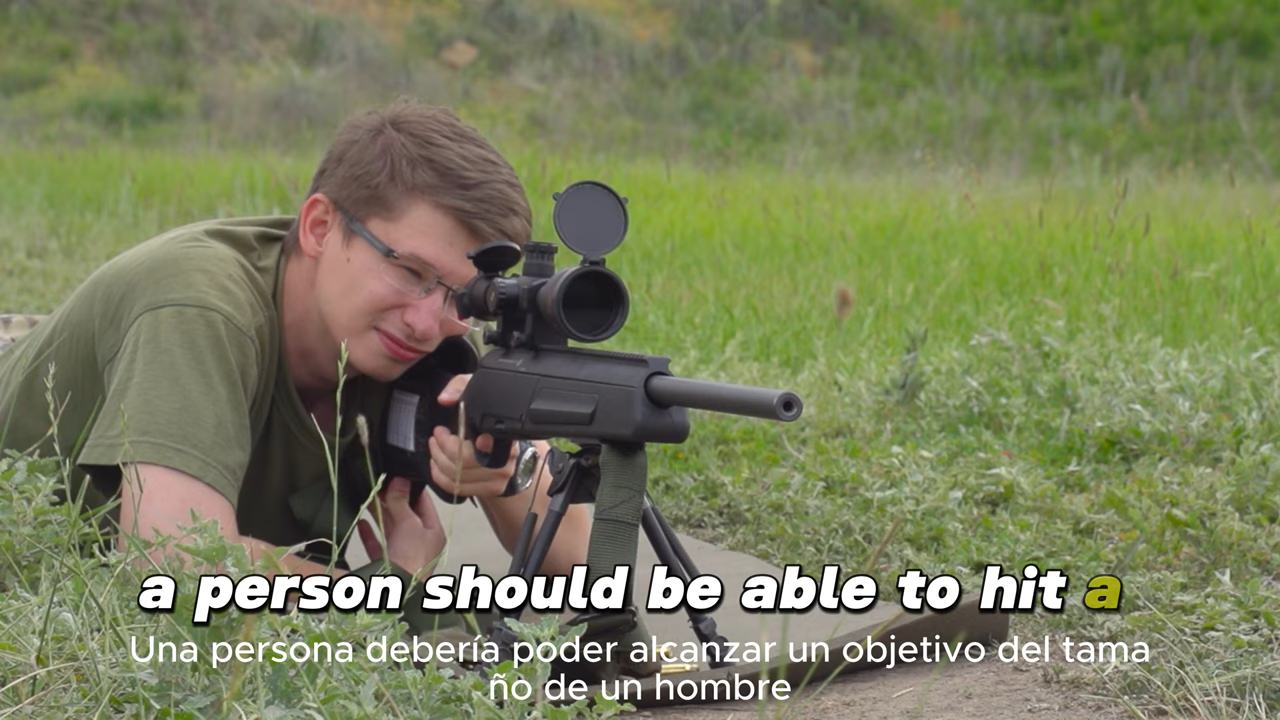 a person should be able to hit a
Una persona debería poder alcanzar un objetivo del tama
ño de un hombre